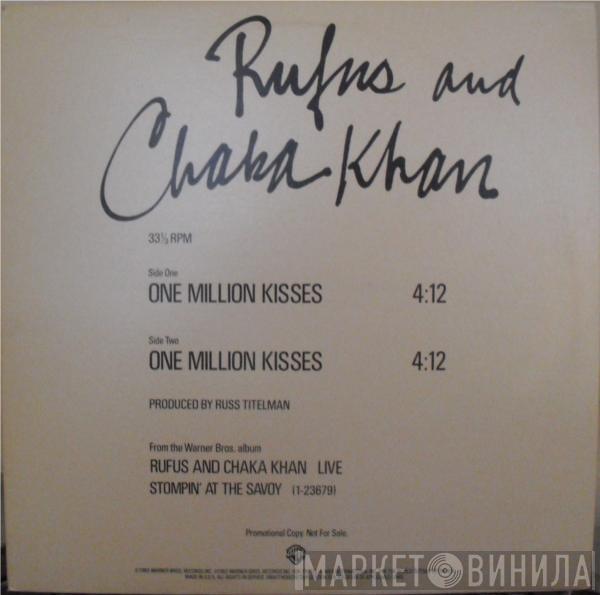 Rufus and
Chaka Khan
33⅓ RPM
Side One
ONE MILLION KISSES 4:12
Side Two
ONE MILLION KISSES 4:12
PRODUCED BY RUSS TITELMAN
From the Warner Bros. album
RUFUS AND CHAKA KHAN LIVE
STOMPIN' AT THE SAVOY (1-23679)
Promotional Copy. Not For Sale.
МАРКЕТ ВИНИЛА